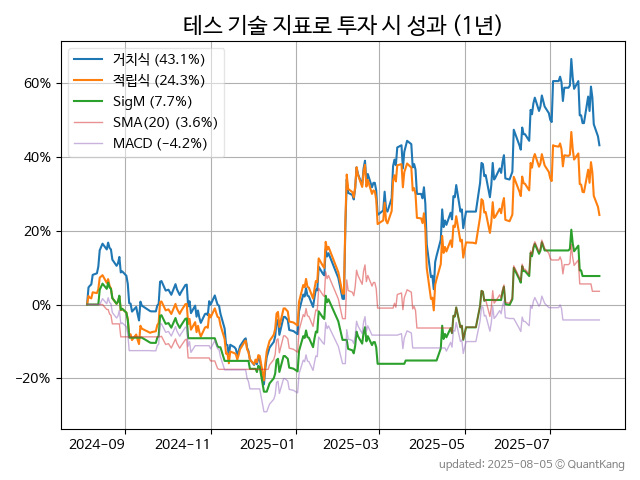 테스 기술 지표로 투자 시 성과 (1년)
거치식 (43.1%)
적립식 (24.3%)
SigM (7.7%)
SMA(20) (3.6%)
MACD (−4.2%)
60%
40%
20%
0%
−20%
2024−09
2024−11
2025−01
2025−03
2025−05
2025−07
updated: 2025−08−05 © QuantKang